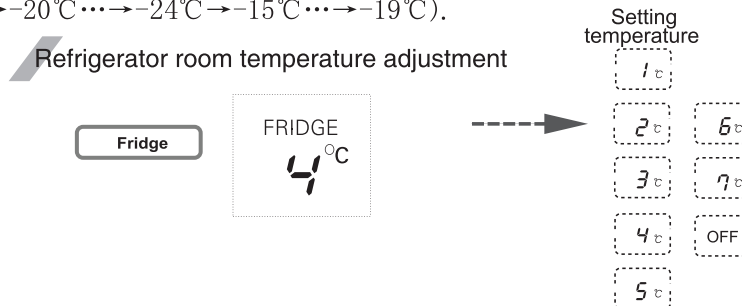 →−20℃⋯→−24℃→−15℃⋯→−19℃).
Refrigerator room temperature adjustment
Setting
temperature
Fridge
FRIDGE
4°C
1℃
2℃
3℃
4℃
5℃
6℃
7℃
OFF